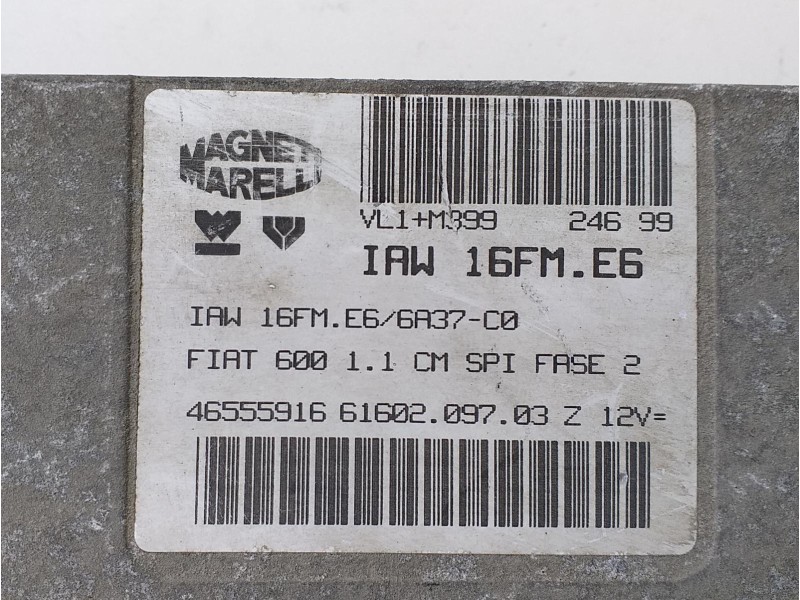 MAGNETI
MARELLI
VL1+M399 246 99
IAW 16FM.E6
IAW 16FM.E6/6A37-C0
FIAT 600 1.1 CM SPI FASE 2
46555916 61602.097.03 Z 12V=